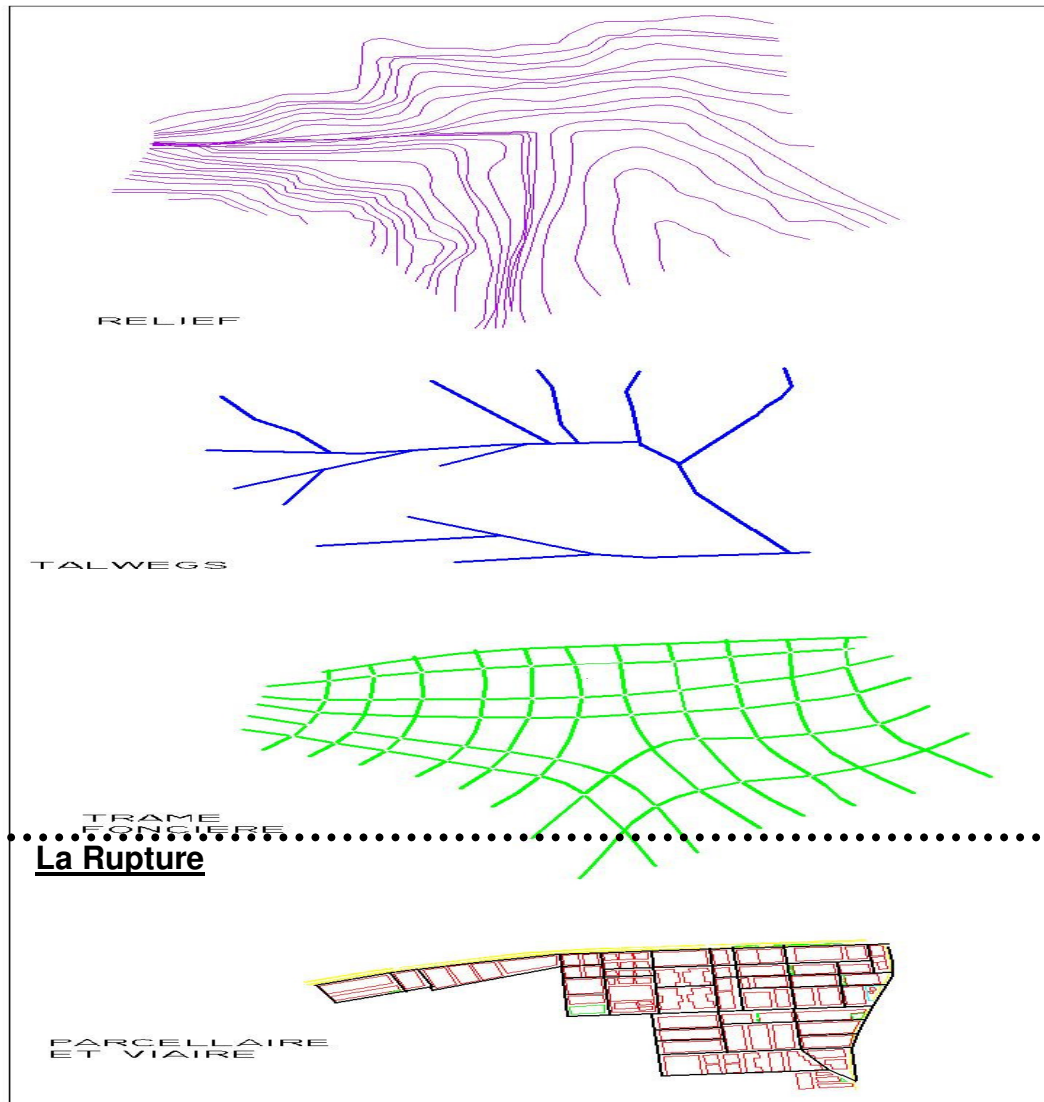 RELIEF
TALWEGS
TRAME
FONCIERE
La Rupture
PARCELLAIRE
ET VIAIRE